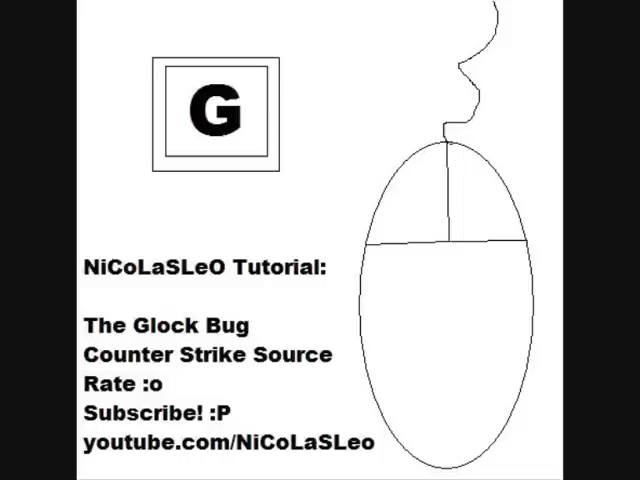 G
NiCoLaSLeO Tutorial:
The Glock Bug
Counter Strike Source
Rate :o
Subscribe! :P
youtube.com/NiCoLaSLeo